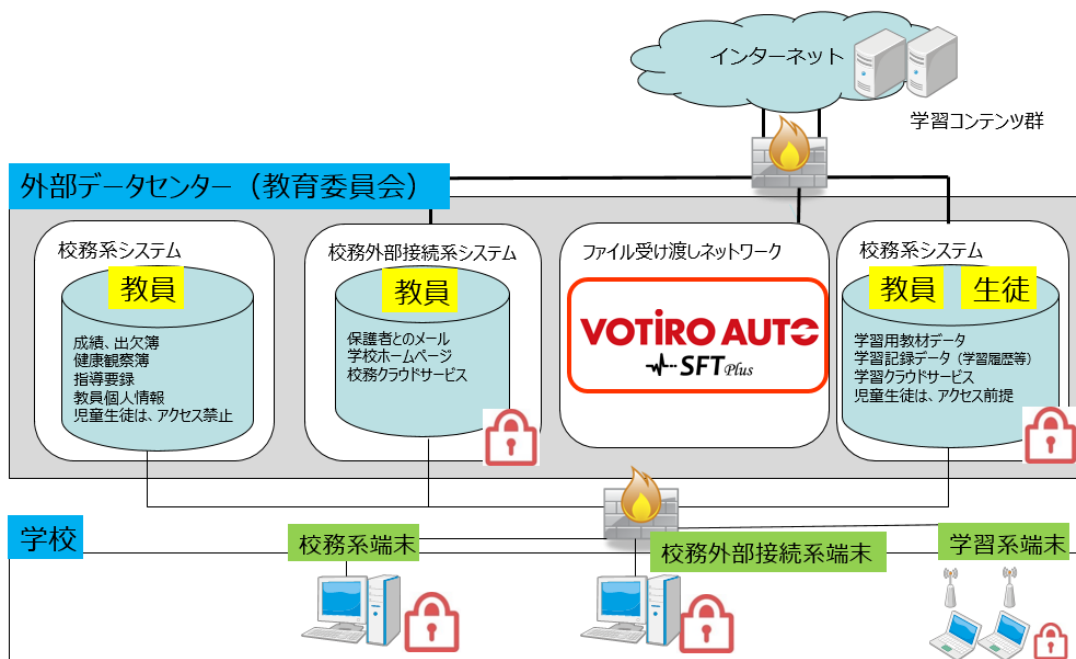 インターネット
学習コンテンツ群
外部データセンター（教育委員会）
校務系システム
教員
成績、出欠簿
健康観察簿
指導要録
教員個人情報
児童生徒は、アクセス禁止
校務外部接続系システム
教員
保護者とのメール
学校ホームページ
校務クラウドサービス
ファイル受け渡しネットワーク
VOTIRO AUTO
SFT Plus
校務系システム
教員
生徒
学習用教材データ
学習記録データ（学習履歴等）
学習クラウドサービス
児童生徒は、アクセス前提
学校
校務系端末
校務外部接続系端末
学習系端末